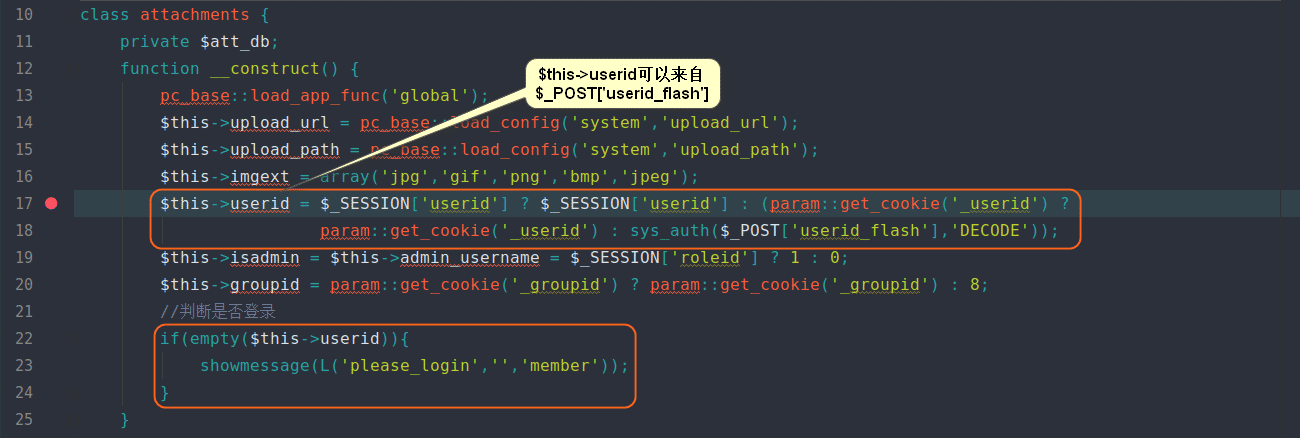 10 class attachments {
11 private $att_db;
12 function __construct() {
$this->userid可以来自
$_POST['userid_flash']
13 pc_base::load_app_func('global');
14 $this->upload_url = pc_base::load_config('system','upload_url');
15 $this->upload_path = pc_base::load_config('system','upload_path');
16 $this->imgext = array('jpg','gif','png','bmp','jpeg');
17 $this->userid = $_SESSION['userid'] ? $_SESSION['userid'] : (param::get_cookie('_userid') ?
18 param::get_cookie('_userid') : sys_auth($_POST['userid_flash'],'DECODE'));
19 $this->isadmin = $this->admin_username = $_SESSION['roleid'] ? 1 : 0;
20 $this->groupid = param::get_cookie('_groupid') ? param::get_cookie('_groupid') : 8;
21 //判断是否登录
22 if(empty($this->userid)){
23 showmessage(L('please_login','','member'));
24 }
25 }